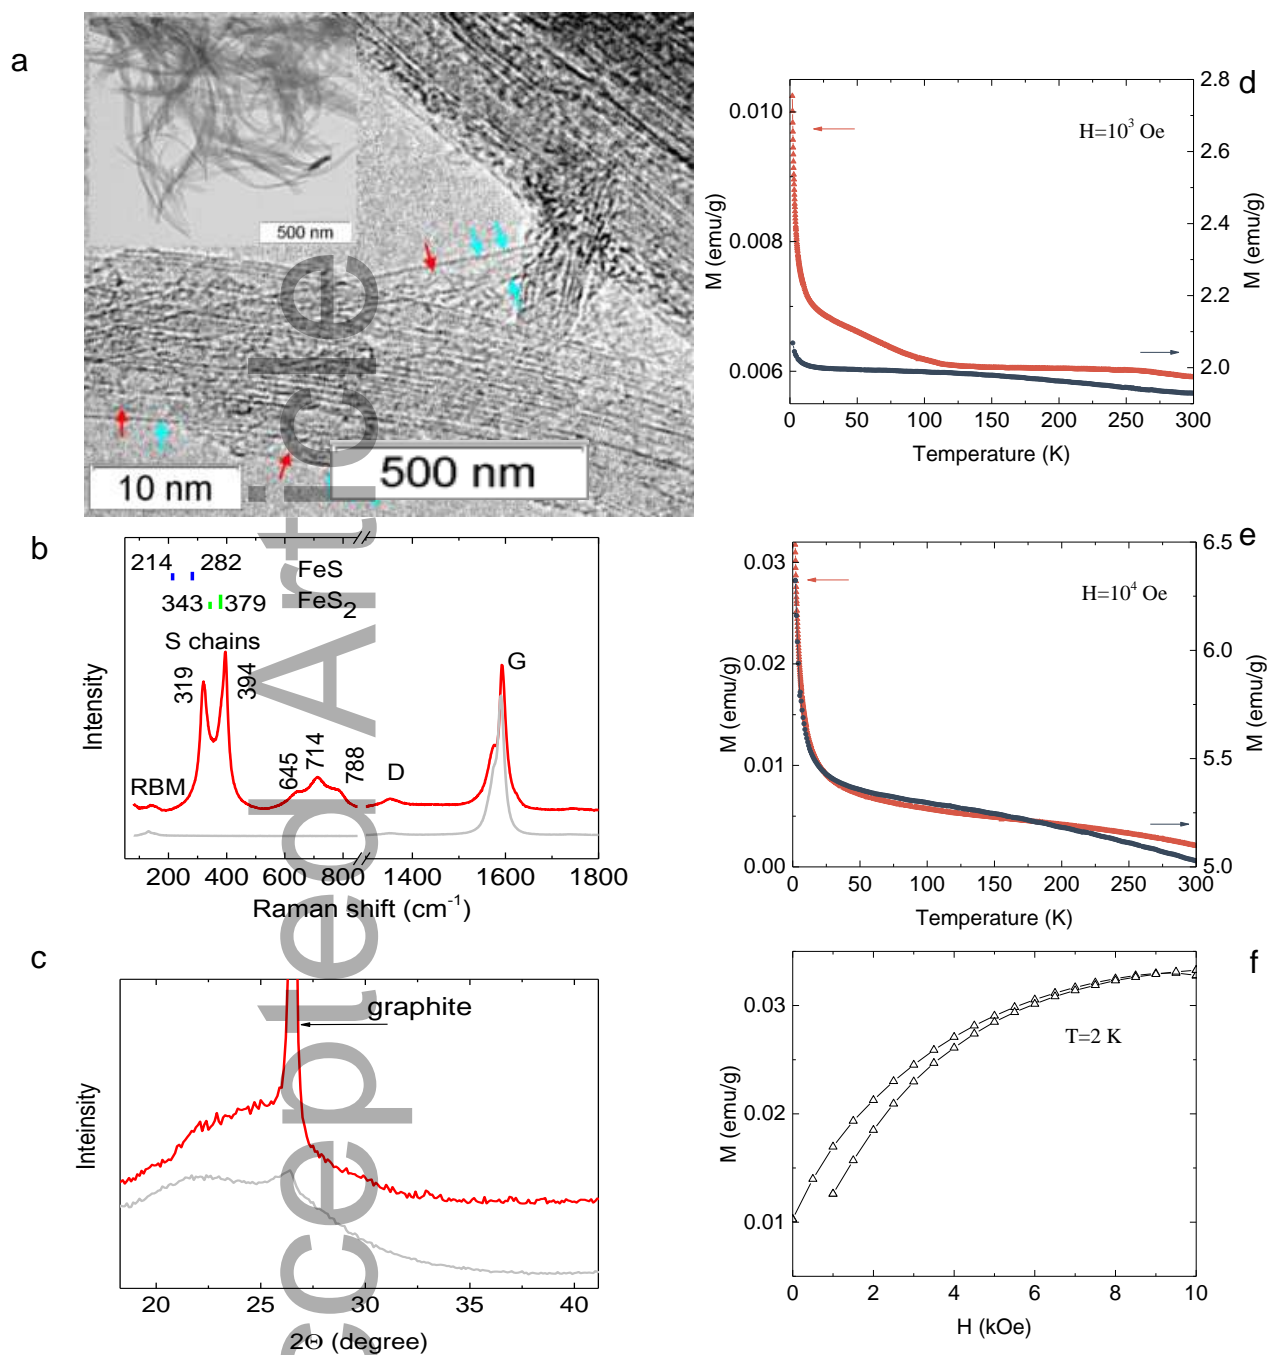 a
500 nm
10 nm
500 nm
b
214
282
FeS
343
379
FeS2
S chains
319
394
G
RBM
645
714
788
D
Intensity
200
400
600
800
1400
1600
1800
Raman shift (cm-1)
c
graphite
Inteinsity
20
25
30
35
40
2Θ (degree)
d
H=10^3 Oe
M (emu/g)
0.010
0.008
0.006
2.8
2.6
2.4
2.2
2.0
M (emu/g)
0
50
100
150
200
250
300
Temperature (K)
e
H=10^4 Oe
M (emu/g)
0.03
0.02
0.01
0.00
6.5
6.0
5.5
5.0
M (emu/g)
0
50
100
150
200
250
300
Temperature (K)
f
T=2 K
M (emu/g)
0.03
0.02
0.01
0
2
4
6
8
10
H (kOe)
ccepted Article